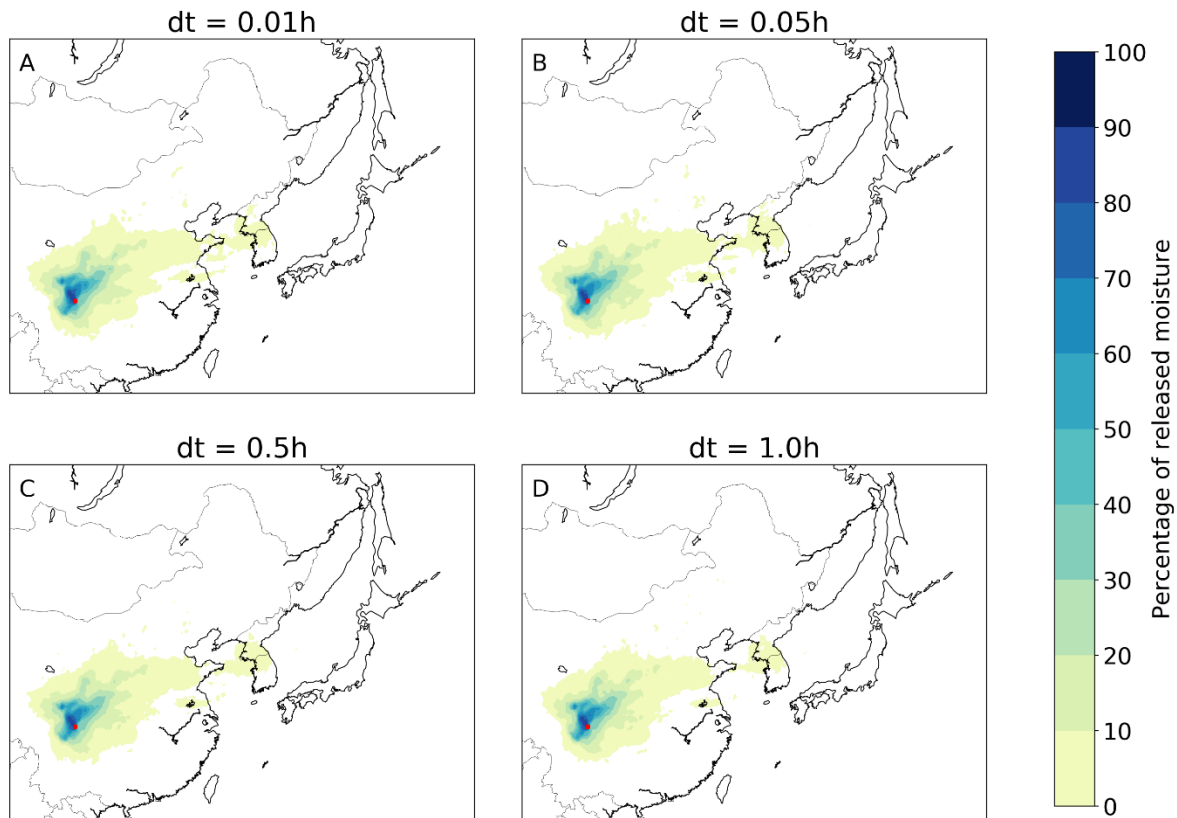 dt = 0.01h
dt = 0.05h
A
B
dt = 0.5h
dt = 1.0h
C
D
100
90
80
70
60
50
40
30
20
10
0
Percentage of released moisture